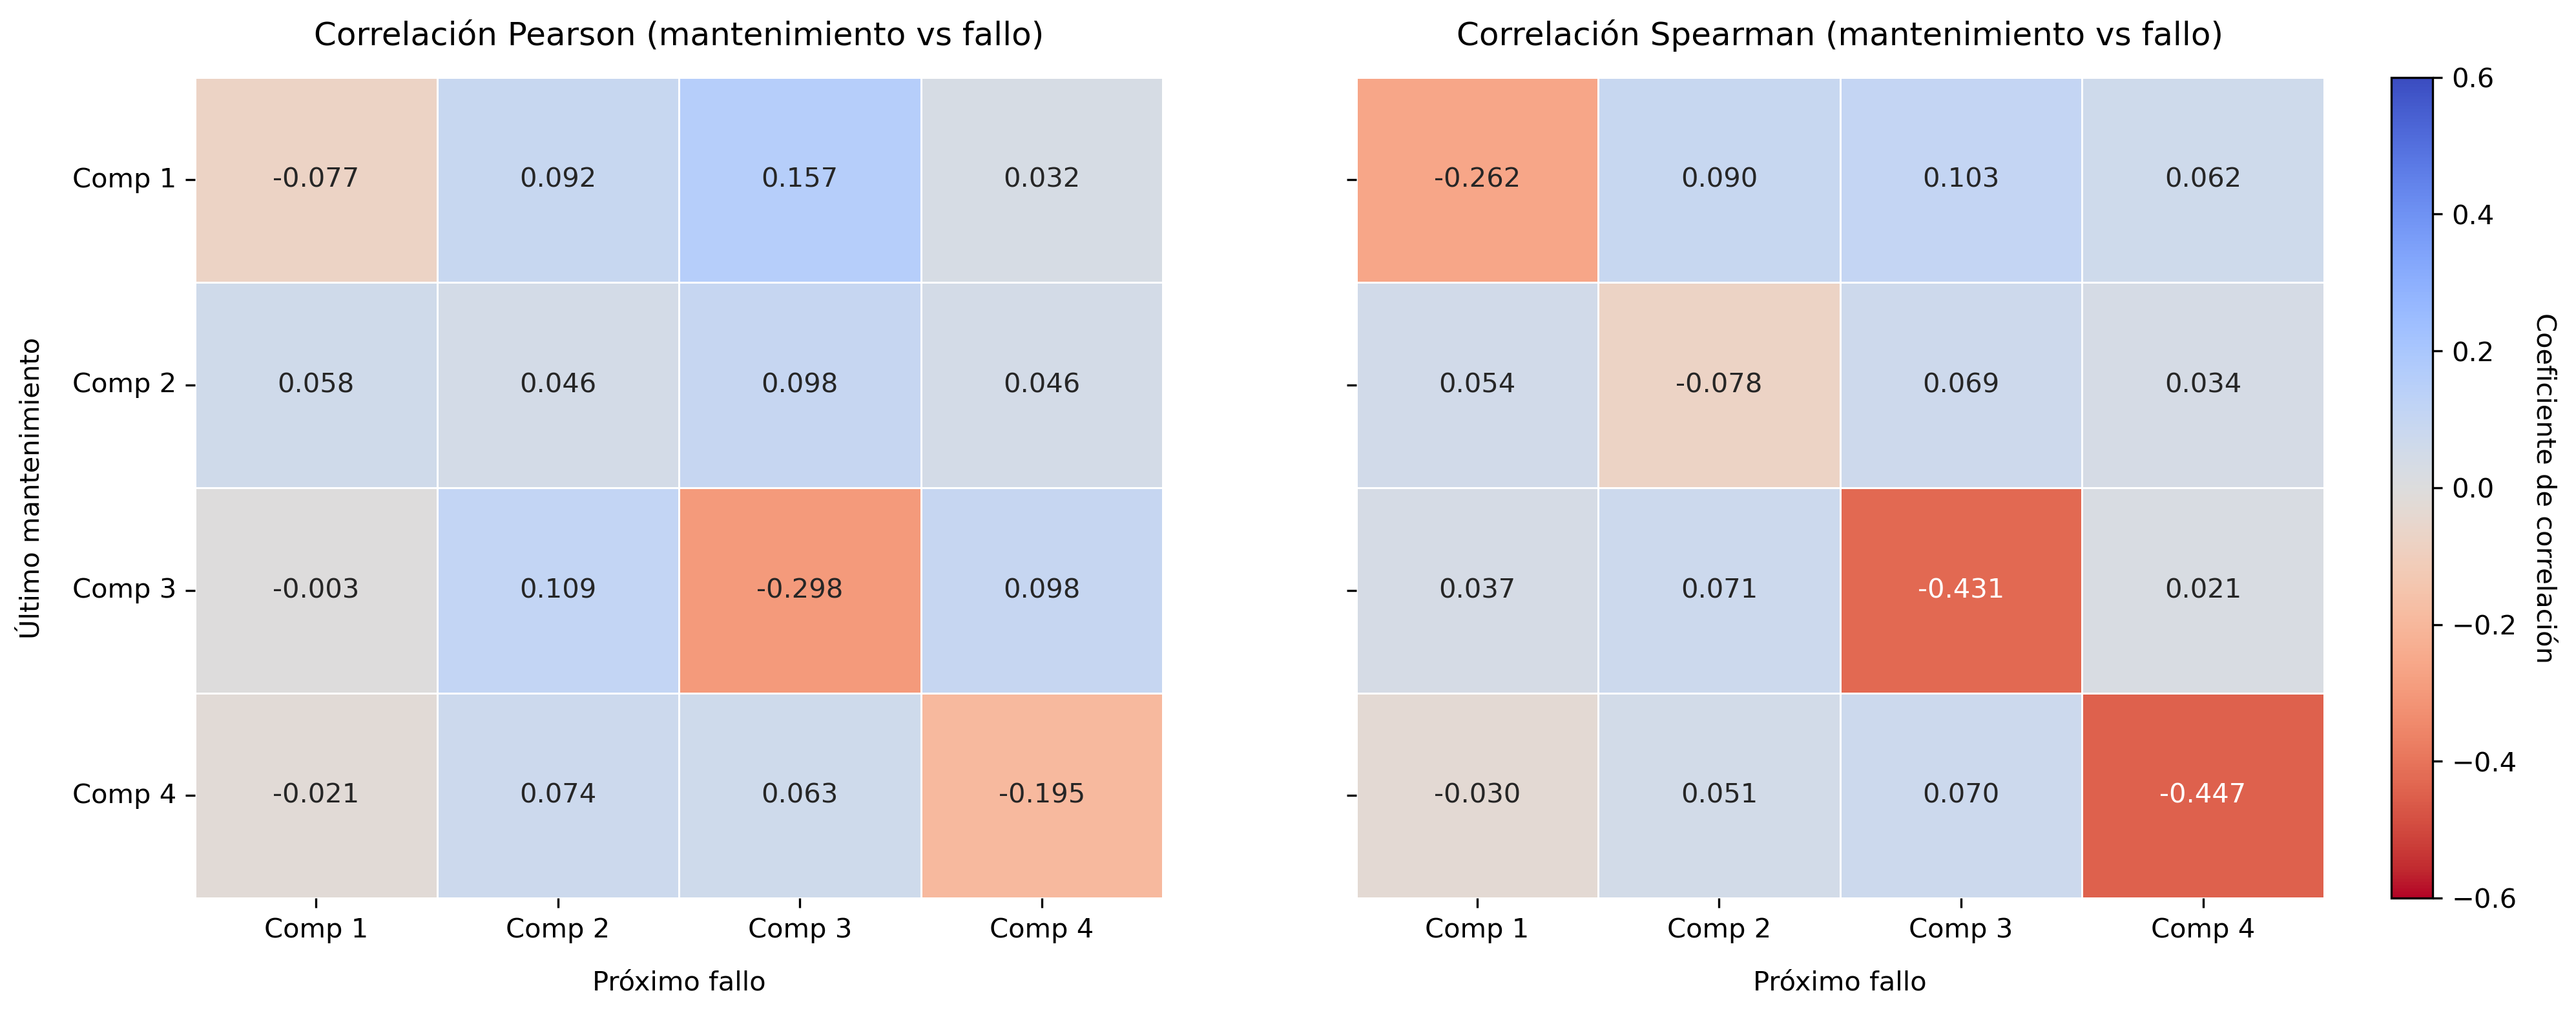 Correlación Pearson (mantenimiento vs fallo)
Último mantenimiento
Comp 1 -0.077 0.092 0.157 0.032
Comp 2 0.058 0.046 0.098 0.046
Comp 3 -0.003 0.109 -0.298 0.098
Comp 4 -0.021 0.074 0.063 -0.195
Comp 1 Comp 2 Comp 3 Comp 4
Próximo fallo
Correlación Spearman (mantenimiento vs fallo)
-0.262 0.090 0.103 0.062
0.054 -0.078 0.069 0.034
0.037 0.071 -0.431 0.021
-0.030 0.051 0.070 -0.447
Comp 1 Comp 2 Comp 3 Comp 4
Próximo fallo
0.6
0.4
0.2
0.0
−0.2
−0.4
−0.6
Coeficiente de correlación